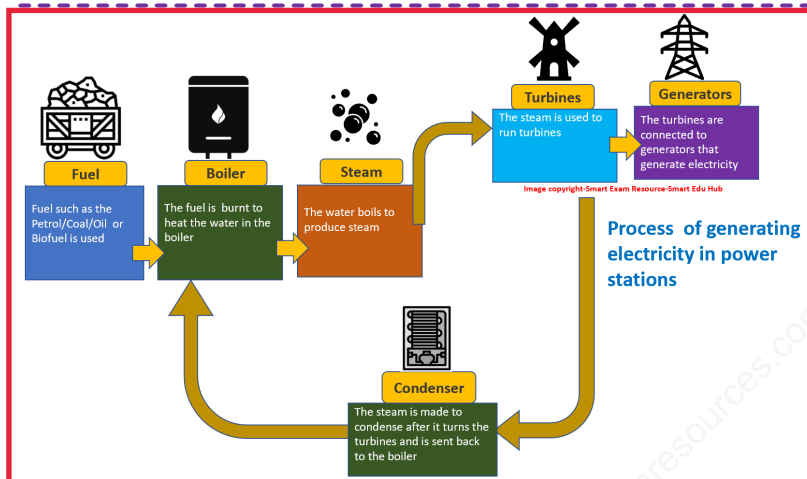 Fuel
Fuel such as the
Petrol/Coal/Oil or
Biofuel is used
Boiler
The fuel is burnt to
heat the water in the
boiler
Steam
The water boils to
produce steam
Turbines
The steam is used to
run turbines
Generators
The turbines are
connected to
generators that
generate electricity
Image copyright-Smart Exam Resource-Smart Edu Hub
Process of generating
electricity in power
stations
Condenser
The steam is made to
condense after it turns the
turbines and is sent back
to the boiler